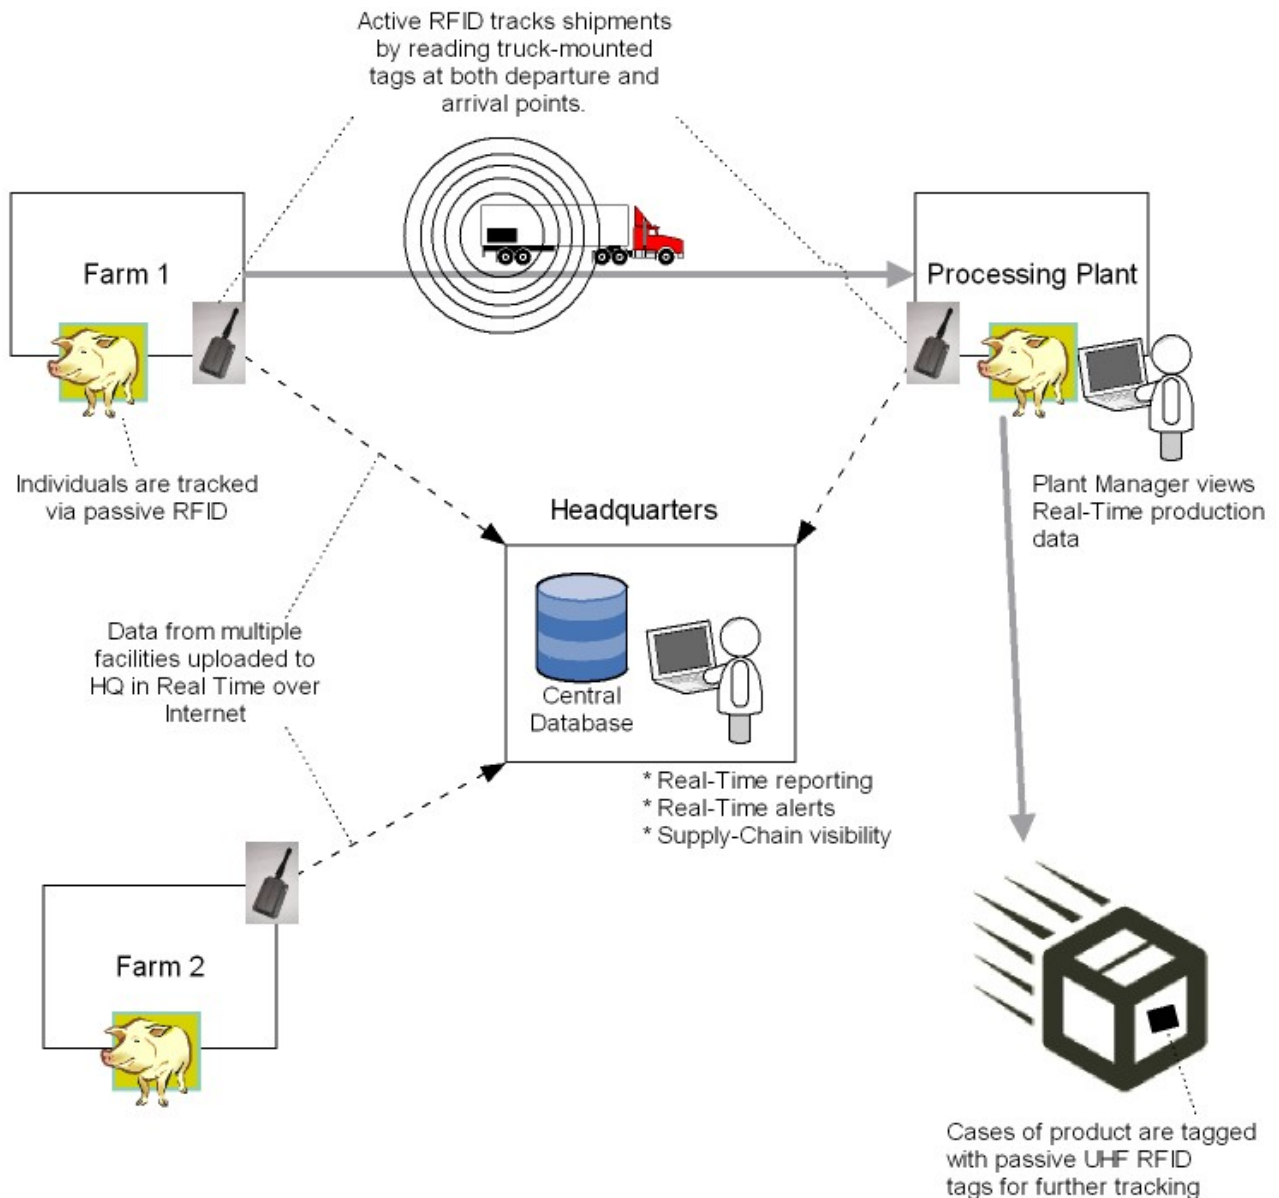 Active RFID tracks shipments
by reading truck-mounted
tags at both departure and
arrival points.
Farm 1
Processing Plant
Individuals are tracked
via passive RFID
Plant Manager views
Real-Time production
data
Headquarters
Data from multiple
facilities uploaded to
HQ in Real Time over
Internet
Central
Database
* Real-Time reporting
* Real-Time alerts
* Supply-Chain visibility
Farm 2
Cases of product are tagged
with passive UHF RFID
tags for further tracking